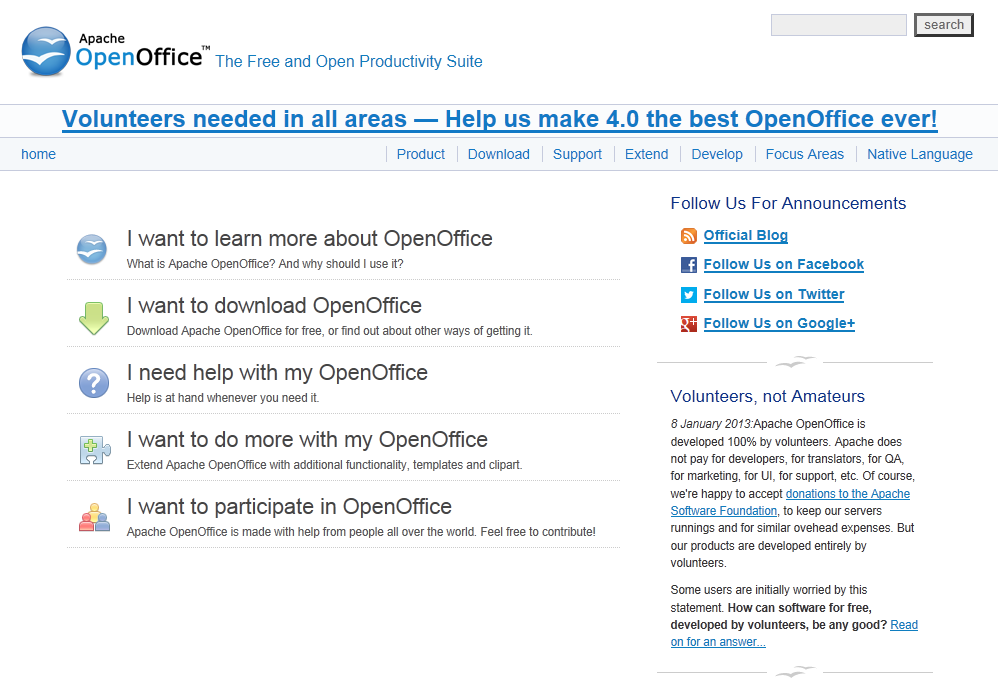 search
Apache
OpenOffice™ The Free and Open Productivity Suite
Volunteers needed in all areas — Help us make 4.0 the best OpenOffice ever!
home Product Download Support Extend Develop Focus Areas Native Language
I want to learn more about OpenOffice
What is Apache OpenOffice? And why should I use it?
I want to download OpenOffice
Download Apache OpenOffice for free, or find out about other ways of getting it.
I need help with my OpenOffice
Help is at hand whenever you need it.
I want to do more with my OpenOffice
Extend Apache OpenOffice with additional functionality, templates and clipart.
I want to participate in OpenOffice
Apache OpenOffice is made with help from people all over the world. Feel free to contribute!
Follow Us For Announcements
Official Blog
Follow Us on Facebook
Follow Us on Twitter
Follow Us on Google+
Volunteers, not Amateurs
8 January 2013:Apache OpenOffice is
developed 100% by volunteers. Apache does
not pay for developers, for translators, for QA,
for marketing, for UI, for support, etc. Of course,
we're happy to accept donations to the Apache
Software Foundation, to keep our servers
runnings and for similar ovehead expenses. But
our products are developed entirely by
volunteers.
Some users are initially worried by this
statement. How can software for free,
developed by volunteers, be any good? Read
on for an answer...